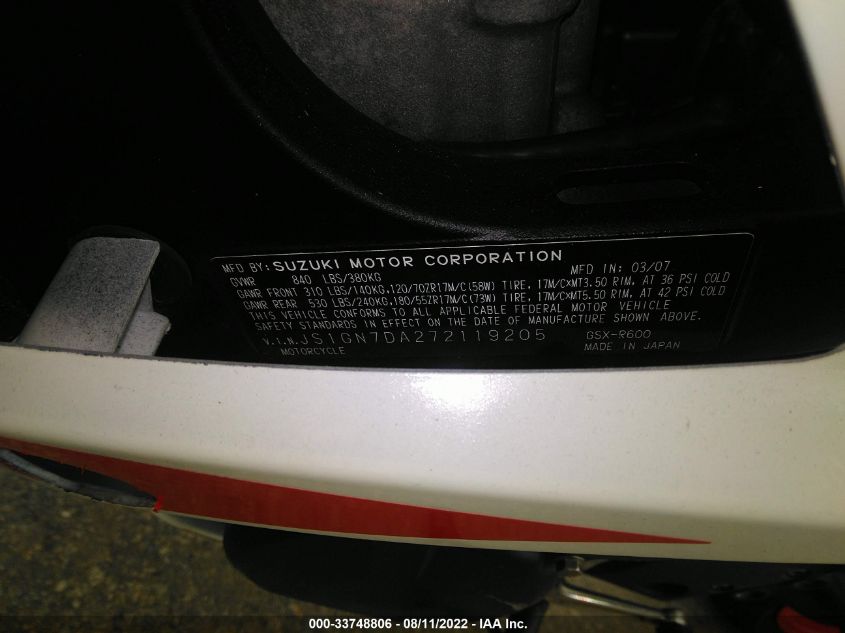 MFD BY: SUZUKI MOTOR CORPORATION MFD IN: 03/07
GVWR 840 LBS/380KG
GAWR FRONT 310 LBS/140KG,120/70ZR17M/C(58W) TIRE, 17M/C×MT3.50 RIM, AT 36 PSI COLD
GAWR REAR 530 LBS/240KG,180/55ZR17M/C(73W) TIRE, 17M/C×MT5.50 RIM, AT 42 PSI COLD
THIS VEHICLE CONFORMS TO ALL APPLICABLE FEDERAL MOTOR VEHICLE
SAFETY STANDARDS IN EFFECT ON THE DATE OF MANUFACTURE SHOWN ABOVE.
V.I.N. JS1GN7DA272119205 GSX-R600
MOTORCYCLE MADE IN JAPAN
000-33748806 - 08/11/2022 - IAA Inc.